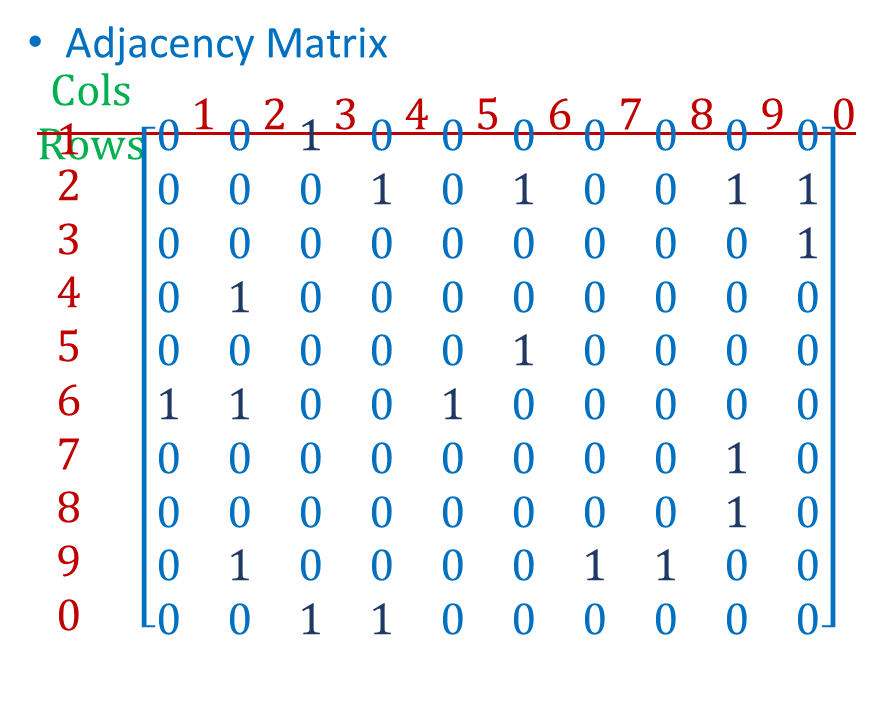 • Adjacency Matrix
Cols
1 2 3 4 5 6 7 8 9 0
Rows
1 0 0 1 0 0 0 0 0 0 0
2 0 0 0 1 0 1 0 0 1 1
3 0 0 0 0 0 0 0 0 0 1
4 0 1 0 0 0 0 0 0 0 0
5 0 0 0 0 0 1 0 0 0 0
6 1 1 0 0 1 0 0 0 0 0
7 0 0 0 0 0 0 0 0 1 0
8 0 0 0 0 0 0 0 0 1 0
9 0 1 0 0 0 0 1 1 0 0
0 0 0 1 1 0 0 0 0 0 0